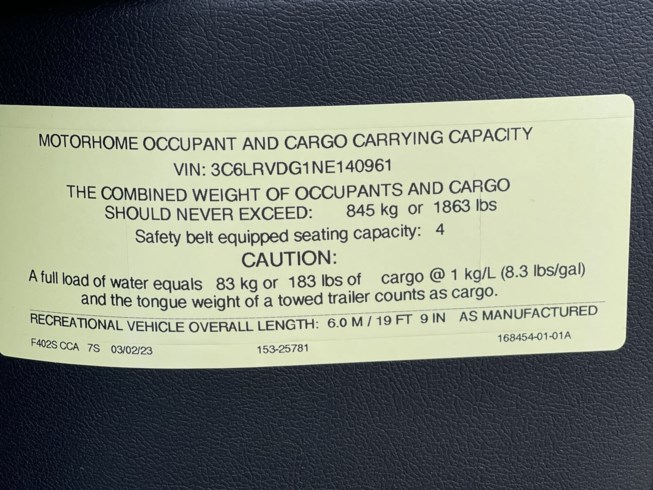 MOTORHOME OCCUPANT AND CARGO CARRYING CAPACITY
VIN: 3C6LRVDG1NE140961
THE COMBINED WEIGHT OF OCCUPANTS AND CARGO
SHOULD NEVER EXCEED: 845 kg or 1863 lbs
Safety belt equipped seating capacity: 4
CAUTION:
A full load of water equals 83 kg or 183 lbs of cargo @ 1 kg/L (8.3 lbs/gal)
and the tongue weight of a towed trailer counts as cargo.
RECREATIONAL VEHICLE OVERALL LENGTH: 6.0 M / 19 FT 9 IN AS MANUFACTURED
F402S CCA 7S 03/02/23 153-25781 168454-01-01A